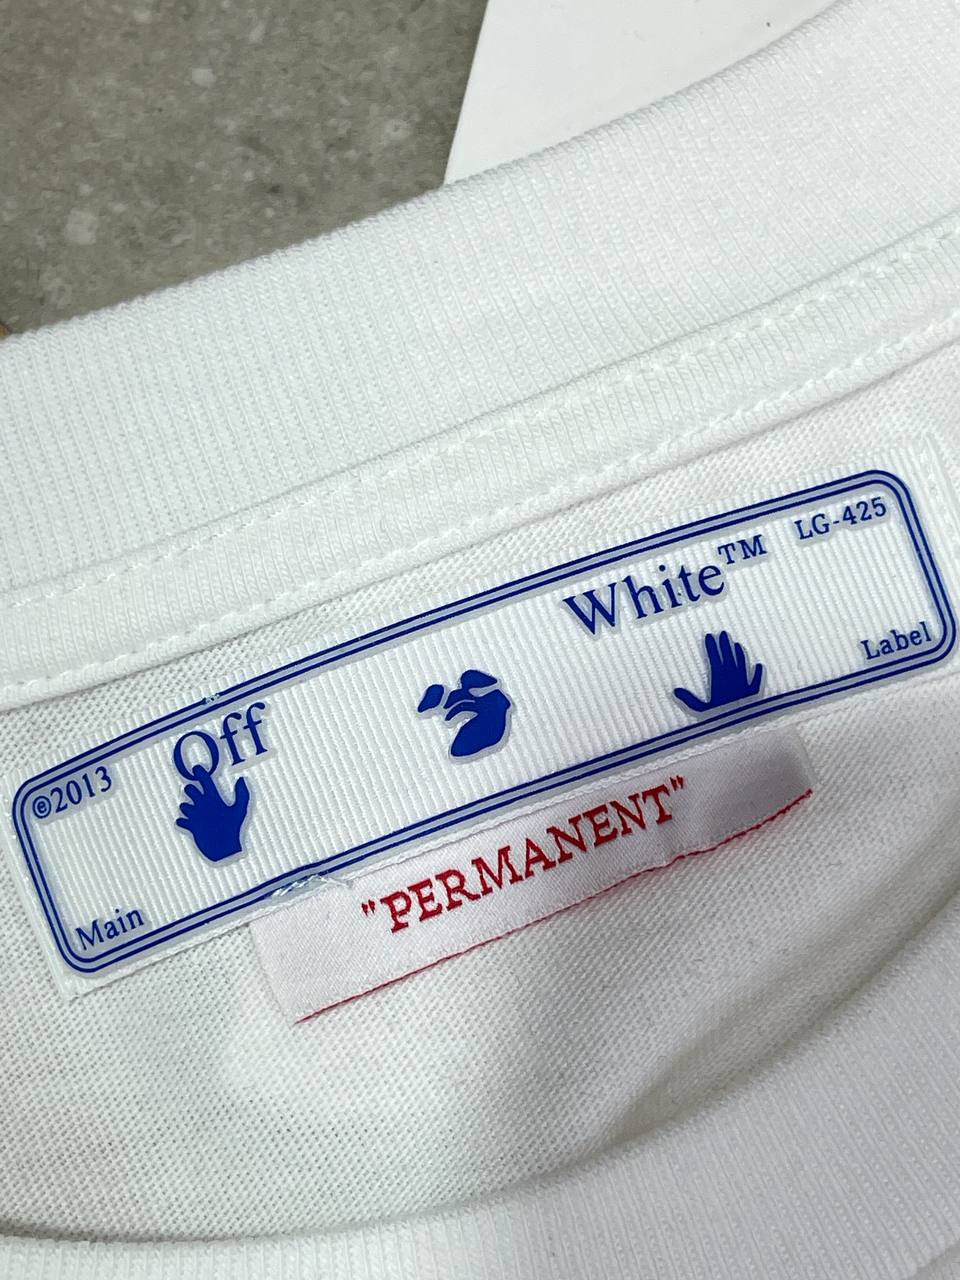 Off White™ LG-425
©2013
Main Label
"PERMANENT"